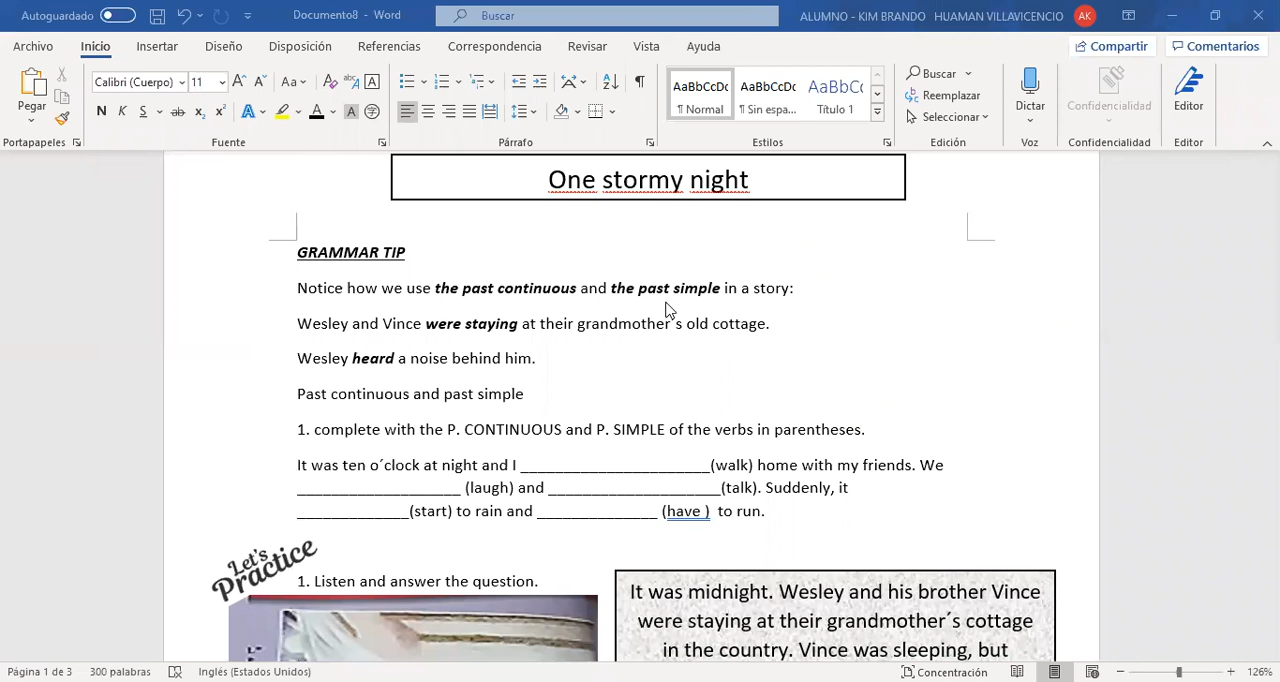 Autoguardado
Documento8 - Word
Buscar
ALUMNO - KIM BRANDO HUAMAN VILLAVICENCIO
AK
Archivo Inicio Insertar Diseño Disposición Referencias Correspondencia Revisar Vista Ayuda
Compartir
Comentarios
Pegar
Calibri (Cuerpo) 11
N K S ab x₂ x²
AaBbCcDc AaBbCcDc AaBbCc
¶ Normal ¶ Sin espa... Título 1
Buscar
Reemplazar
Seleccionar
Dictar
Confidencialidad
Editor
Portapapeles Fuente Párrafo Estilos Edición Voz Confidencialidad Editor
One stormy night
GRAMMAR TIP
Notice how we use the past continuous and the past simple in a story:
Wesley and Vince were staying at their grandmother´s old cottage.
Wesley heard a noise behind him.
Past continuous and past simple
1. complete with the P. CONTINUOUS and P. SIMPLE of the verbs in parentheses.
It was ten o´clock at night and I ______________________(walk) home with my friends. We
___________________ (laugh) and ____________________(talk). Suddenly, it
_____________(start) to rain and ______________ (have ) to run.
Let's
Practice
1. Listen and answer the question.
It was midnight. Wesley and his brother Vince
were staying at their grandmother´s cottage
in the country. Vince was sleeping, but
Página 1 de 3 300 palabras Inglés (Estados Unidos) Concentración 126%